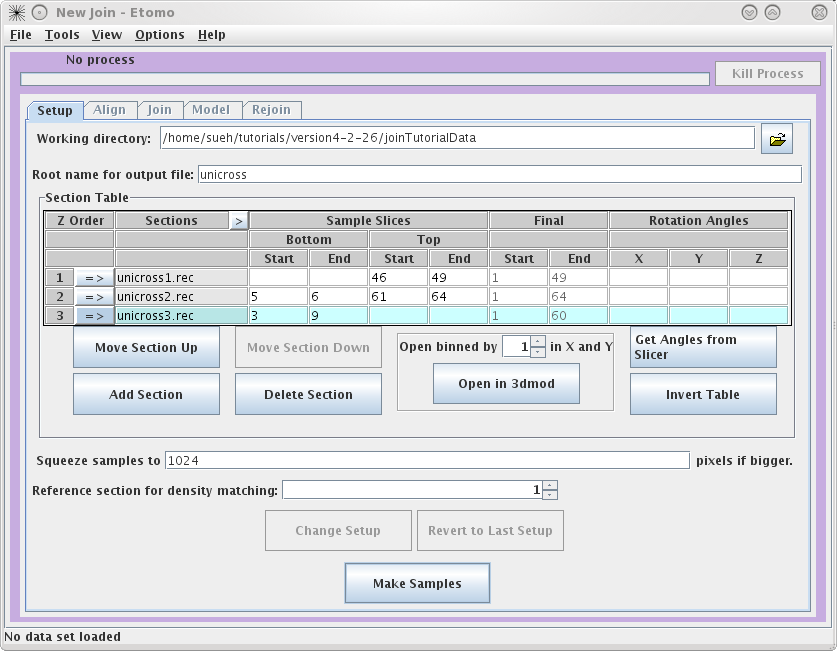 New Join - Etomo
File Tools View Options Help
No process
Kill Process
Setup Align Join Model Rejoin
Working directory: /home/sueh/tutorials/version4-2-26/joinTutorialData
Root name for output file: unicross
Section Table
Z Order Sections > Sample Slices Final Rotation Angles
Bottom Top
Start End Start End Start End X Y Z
1 => unicross1.rec 46 49 1 49
2 => unicross2.rec 5 6 61 64 1 64
3 => unicross3.rec 3 9 1 60
Move Section Up Move Section Down Open binned by 1 in X and Y Get Angles from
Slicer
Open in 3dmod
Add Section Delete Section Invert Table
Squeeze samples to 1024 pixels if bigger.
Reference section for density matching: 1
Change Setup Revert to Last Setup
Make Samples
No data set loaded